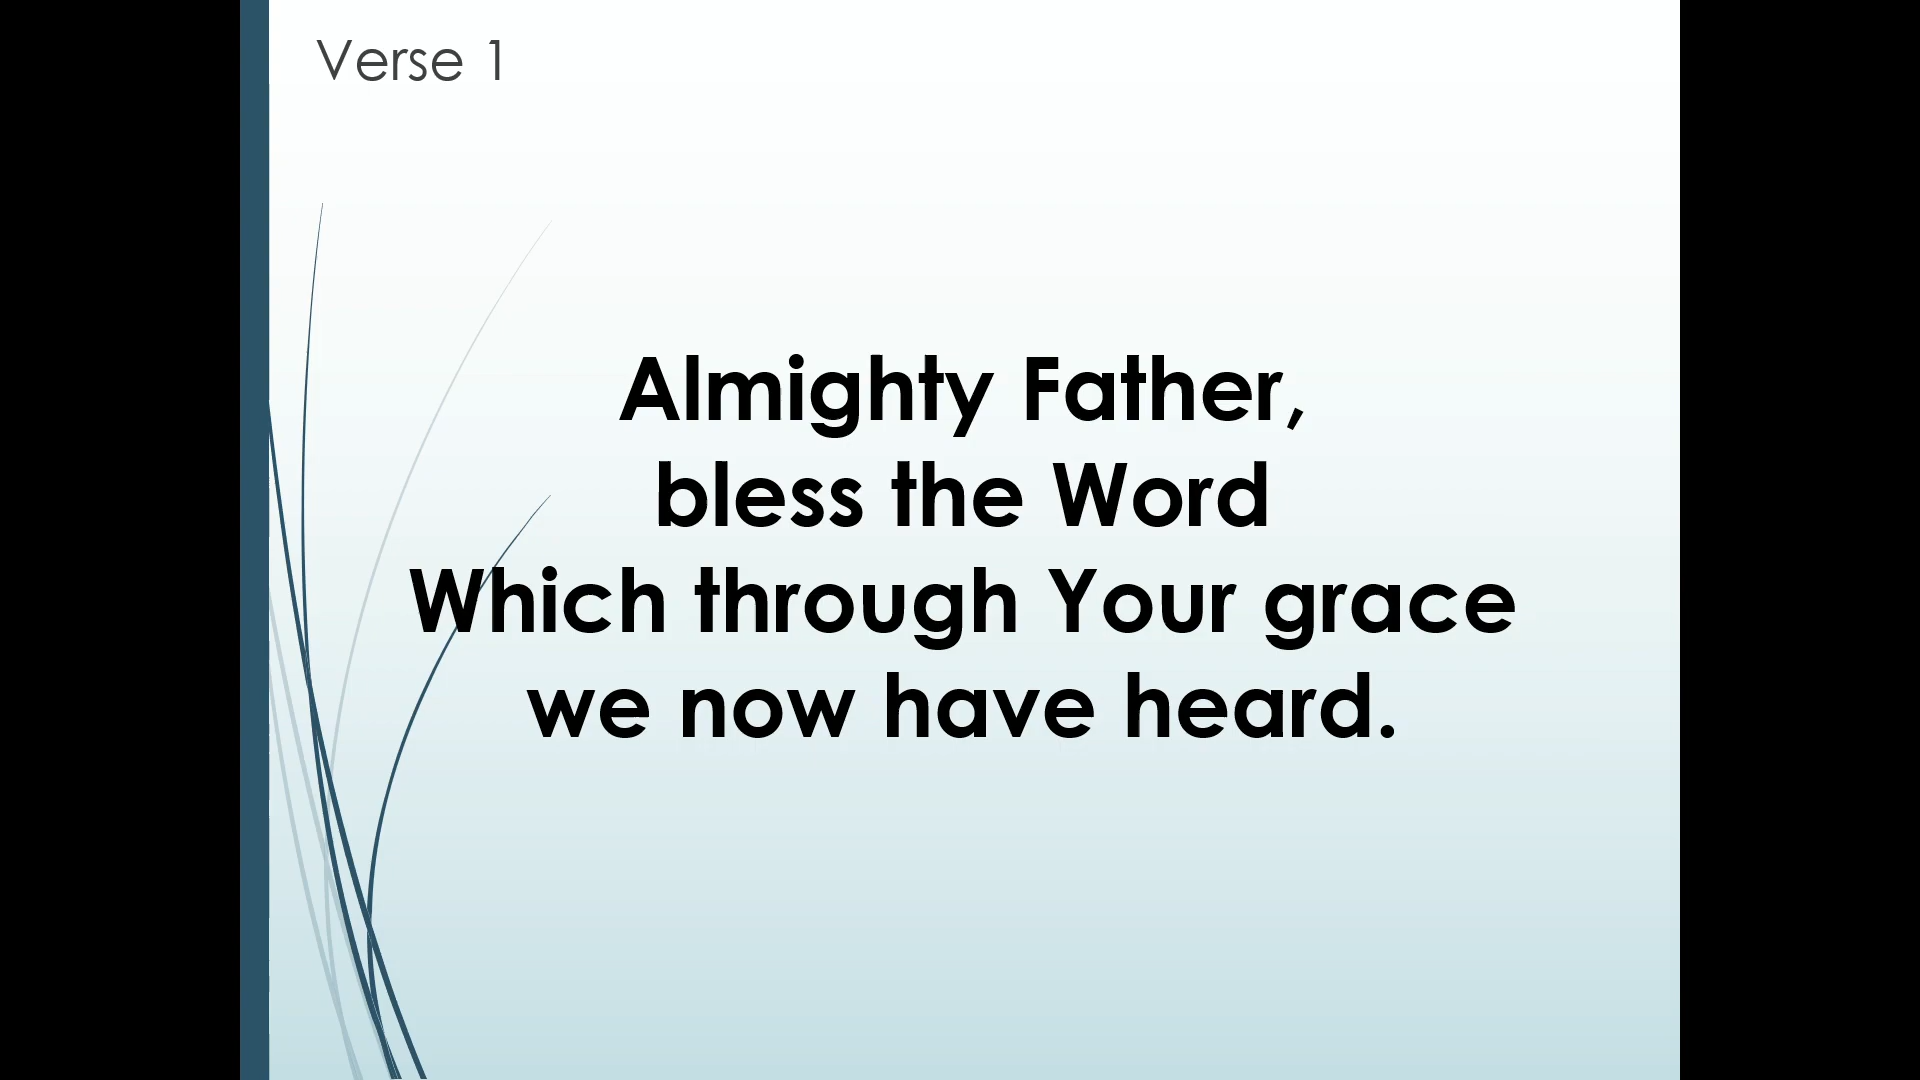 Verse 1
Almighty Father,
bless the Word
Which through Your grace
we now have heard.